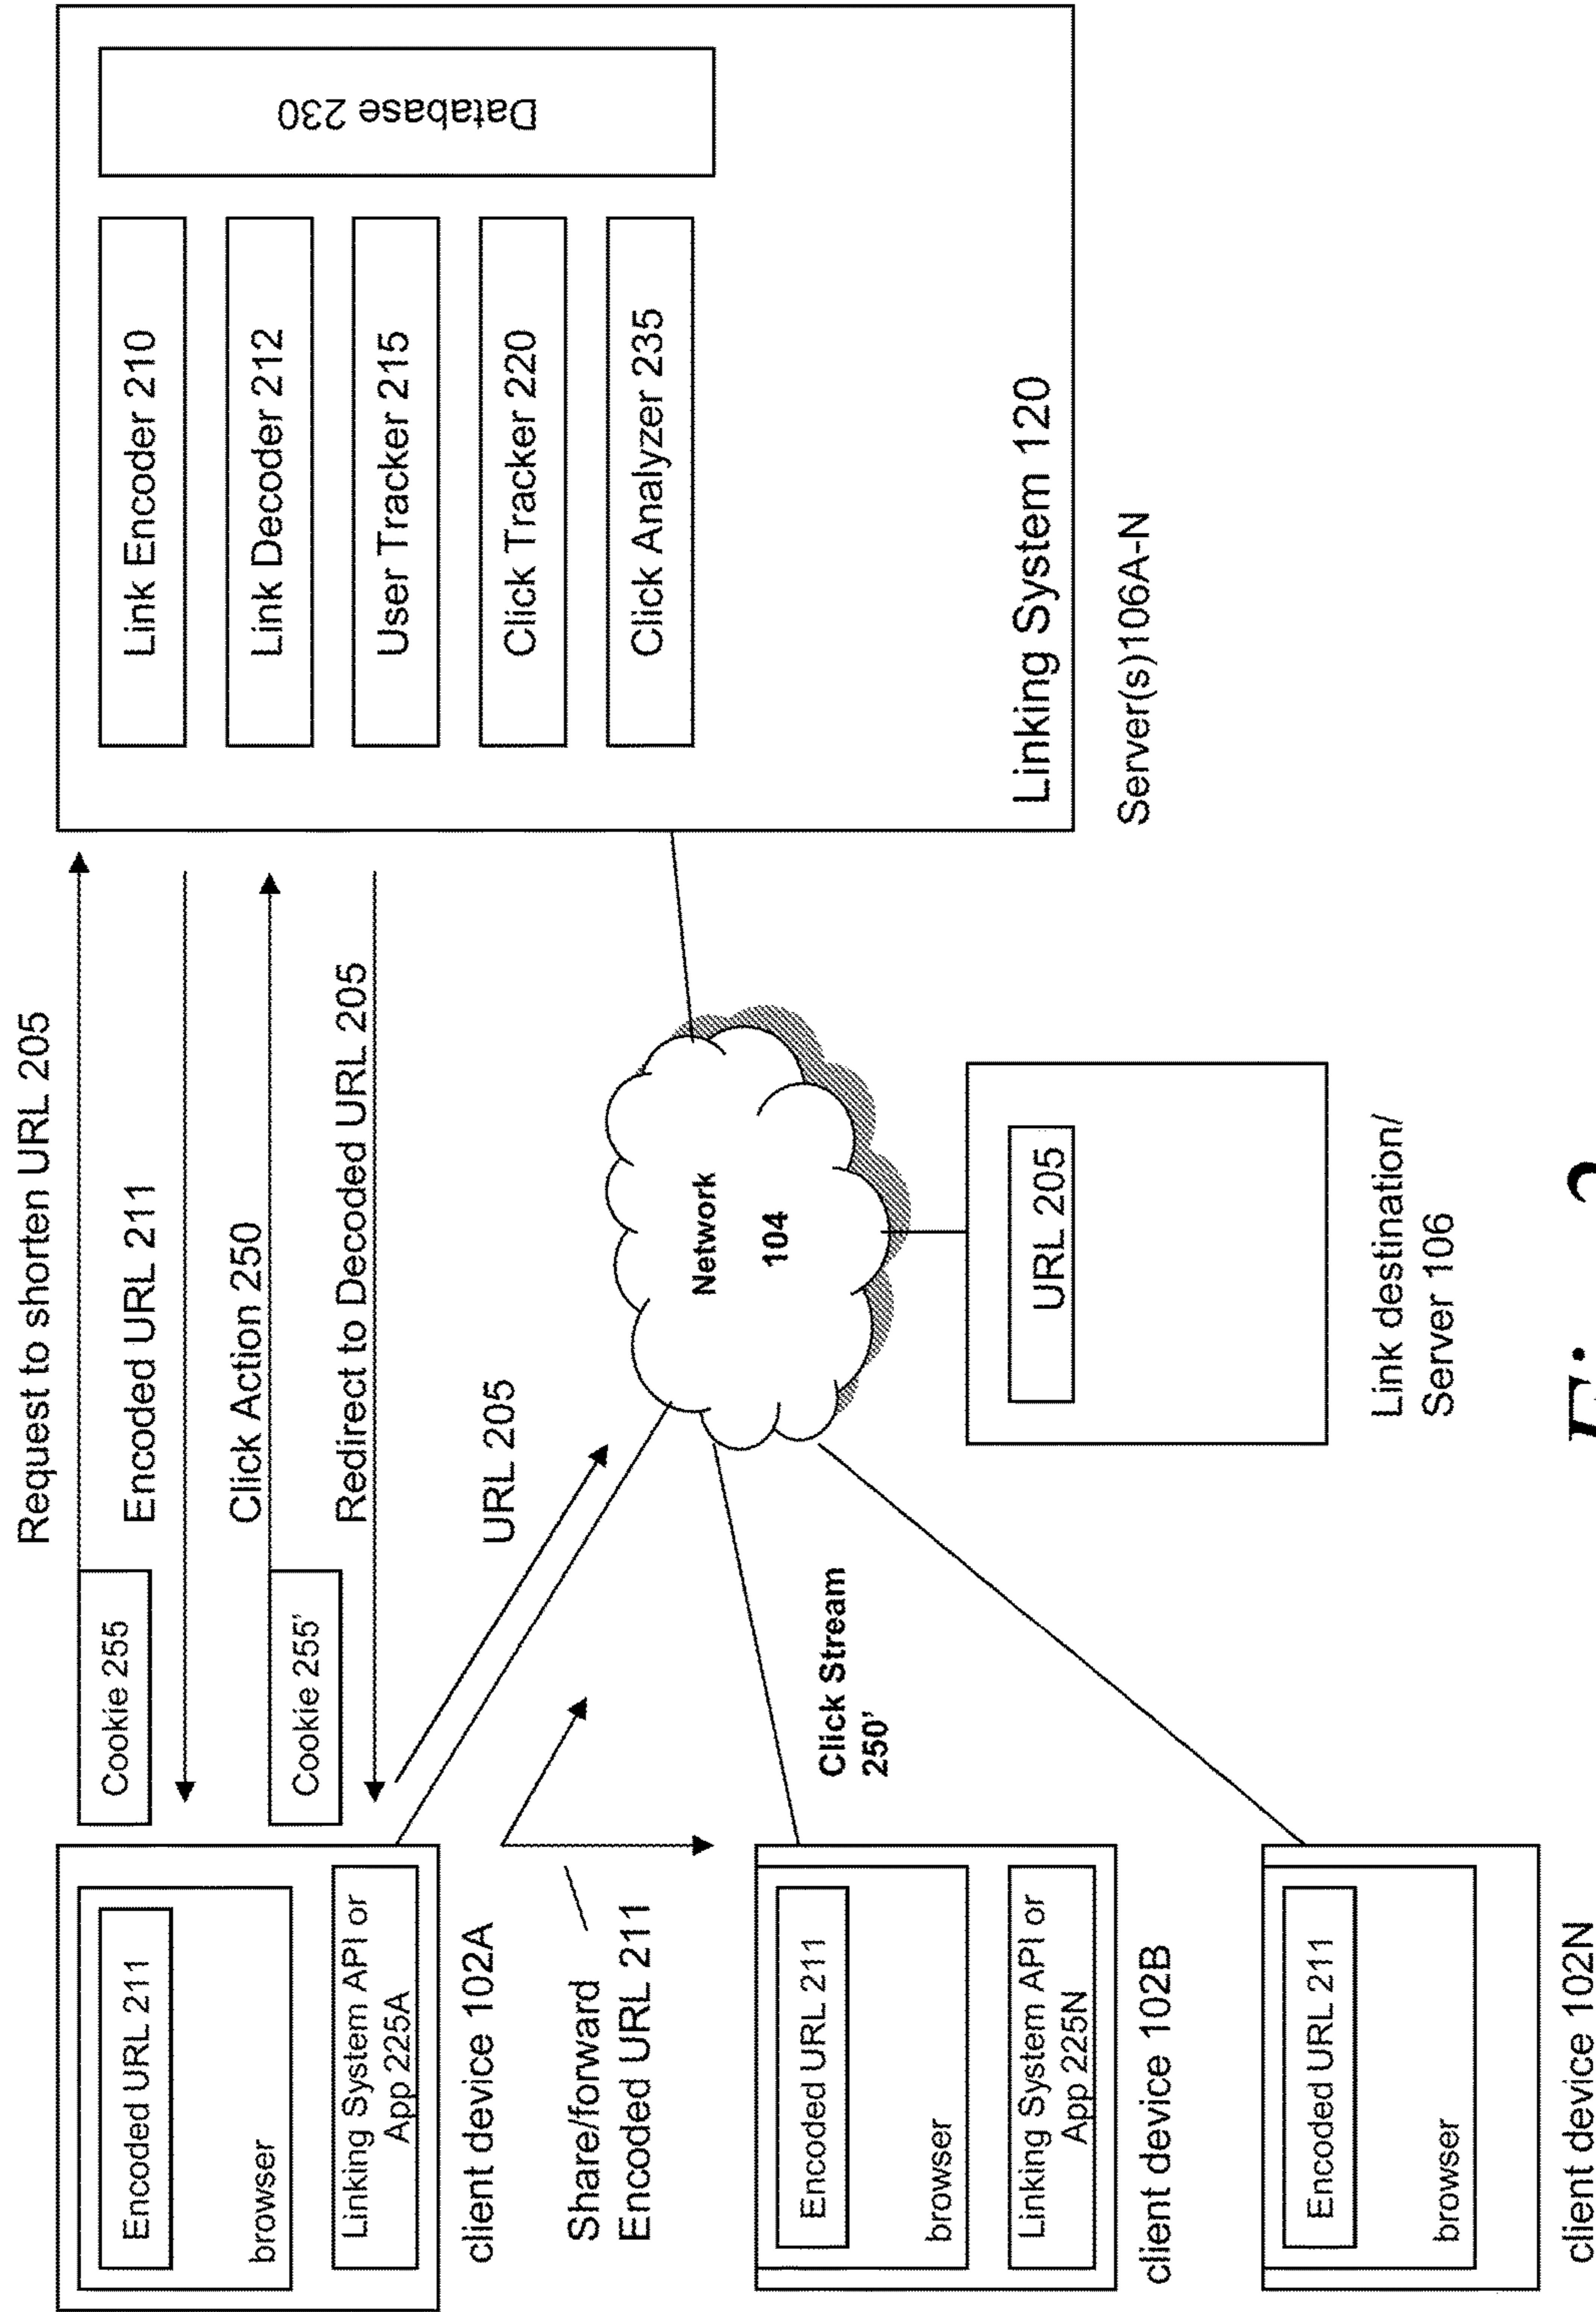 Request to shorten URL 205
Cookie 255
Encoded URL 211
Click Action 250
Cookie 255'
Redirect to Decoded URL 205
Encoded URL 211
browser
Linking System API or
App 225A
client device 102A
URL 205
Share/forward
Encoded URL 211
Network
104
Click Stream
250'
Encoded URL 211
browser
Linking System API or
App 225N
client device 102B
Encoded URL 211
browser
client device 102N
URL 205
Link destination/
Server 106
Link Encoder 210
Link Decoder 212
User Tracker 215
Click Tracker 220
Click Analyzer 235
Database 230
Linking System 120
Server(s)106A-N